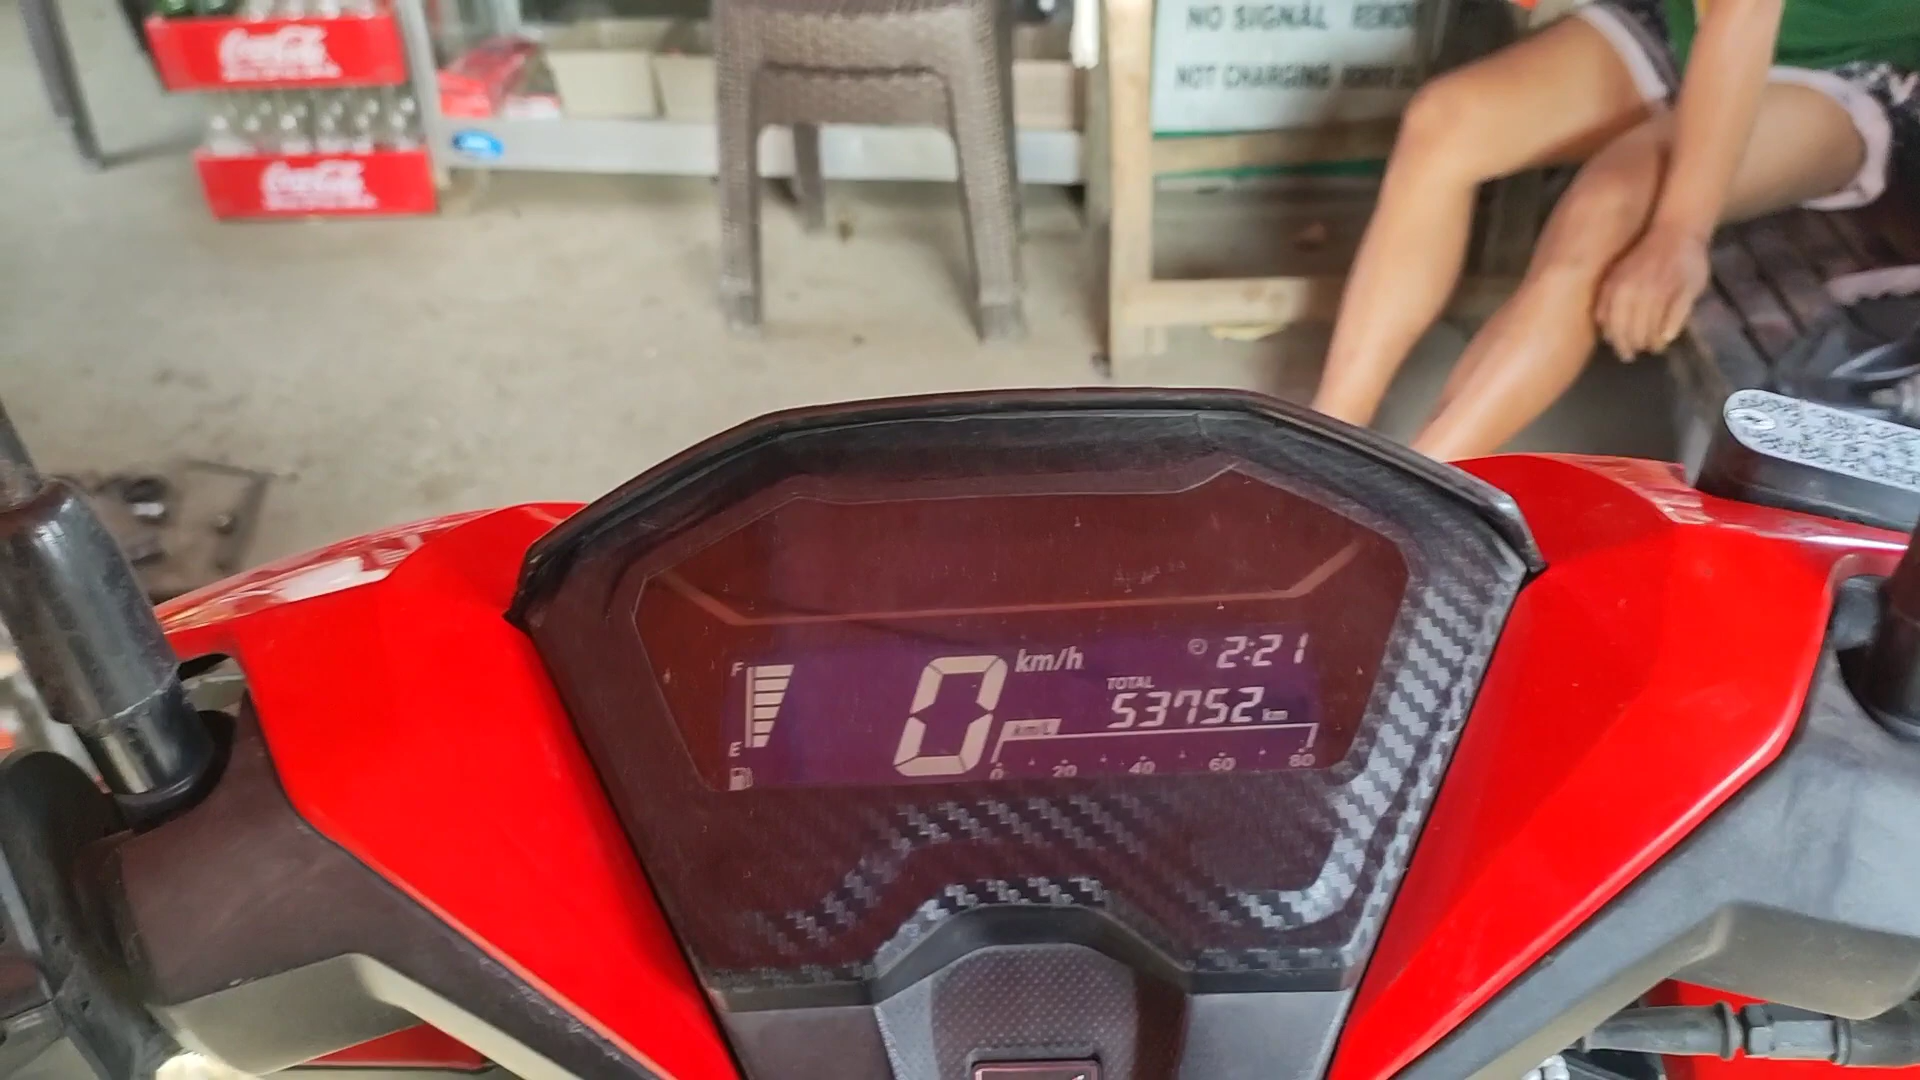 Coca-Cola
NO SIGNAL
NOT CHARGING
Coca-Cola
F
E
0 km/h
2:21
TOTAL
53752 km
km/L
0 20 40 60 80